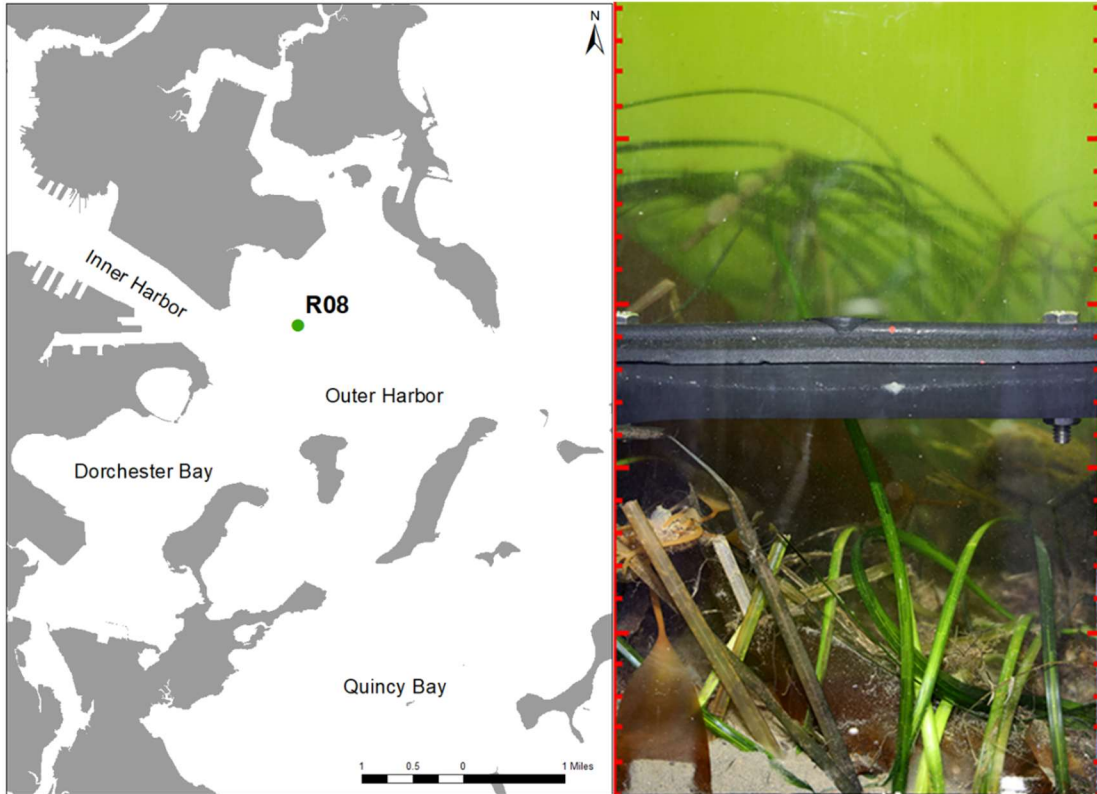 N
Inner Harbor
R08
Outer Harbor
Dorchester Bay
Quincy Bay
1 0.5 0 1 Miles